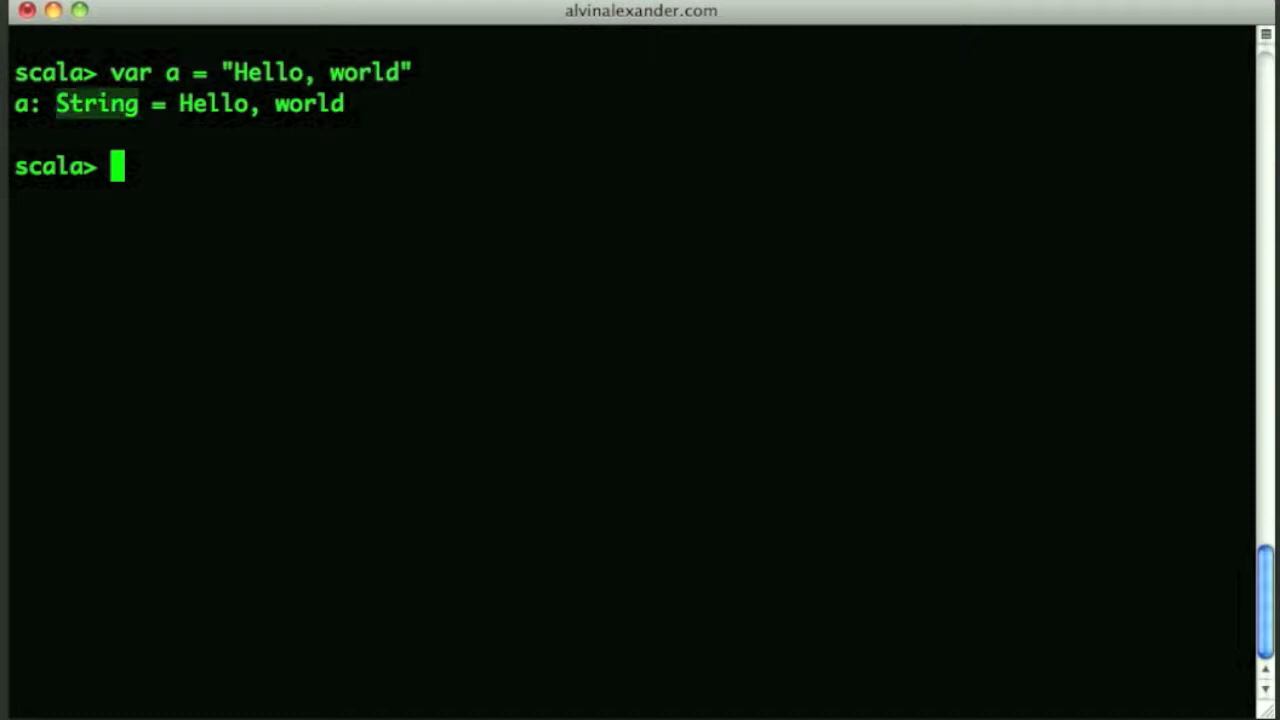 alvinalexander.com
scala> var a = "Hello, world"
a: String = Hello, world
scala>